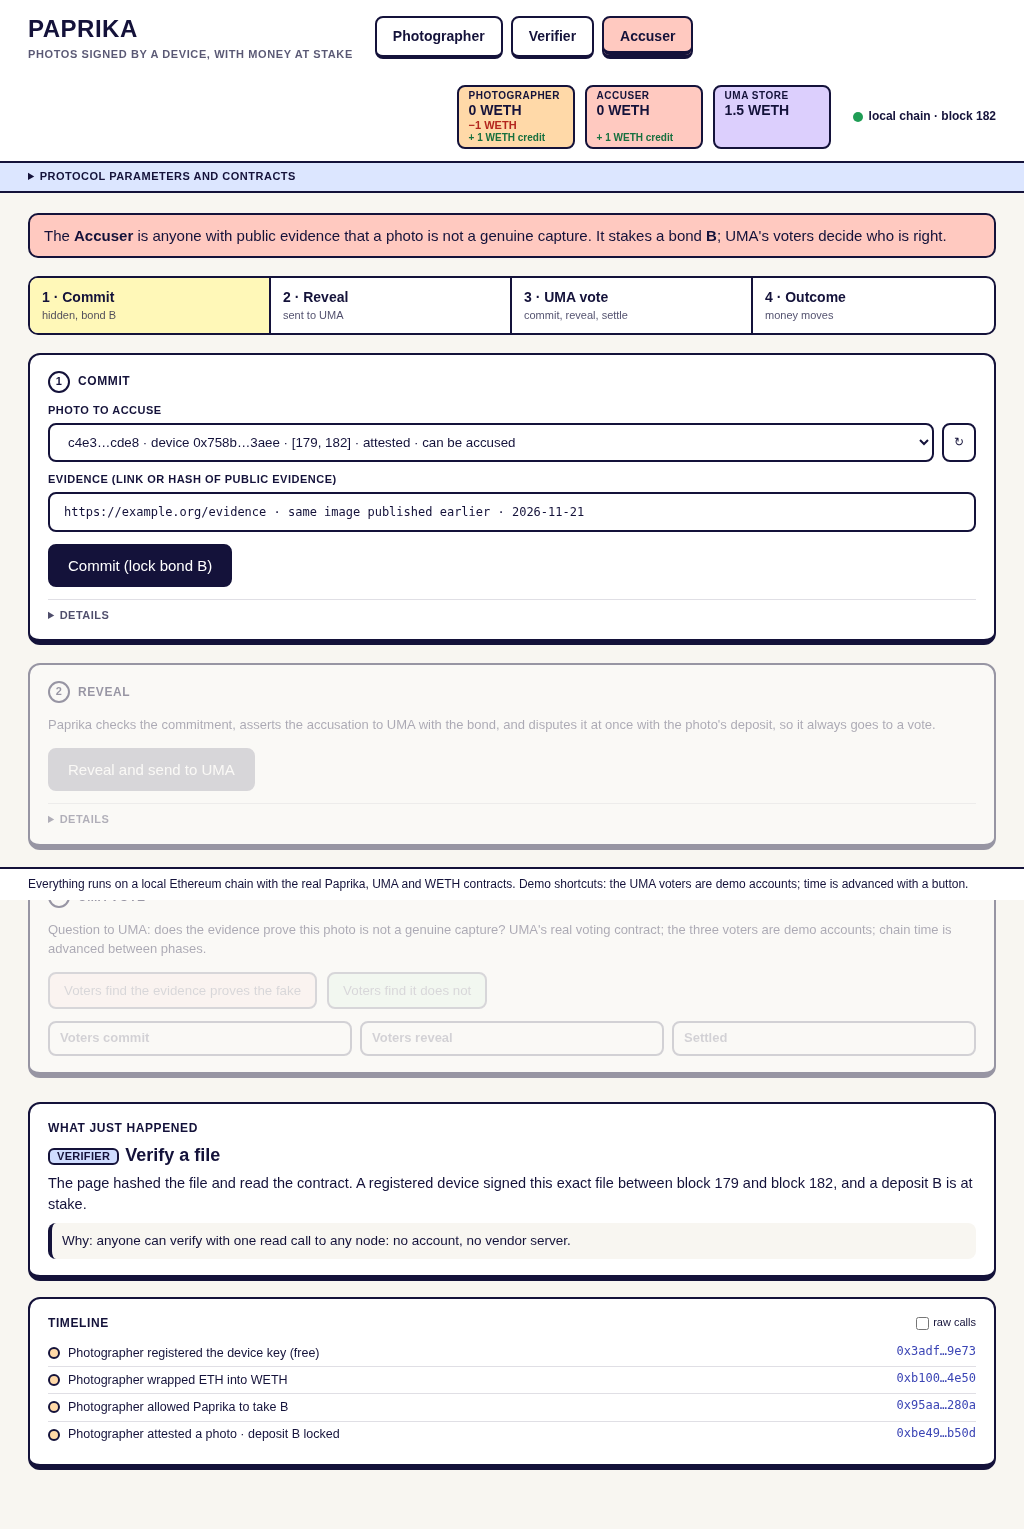 PAPRIKA
PHOTOS SIGNED BY A DEVICE, WITH MONEY AT STAKE
Photographer
Verifier
Accuser
PHOTOGRAPHER
0 WETH
−1 WETH
+ 1 WETH credit
ACCUSER
0 WETH
+ 1 WETH credit
UMA STORE
1.5 WETH
local chain · block 182
PROTOCOL PARAMETERS AND CONTRACTS
The Accuser is anyone with public evidence that a photo is not a genuine capture. It stakes a bond B; UMA's voters decide who is right.
1 · Commit
hidden, bond B
2 · Reveal
sent to UMA
3 · UMA vote
commit, reveal, settle
4 · Outcome
money moves
1 COMMIT
PHOTO TO ACCUSE
c4e3…cde8 · device 0x758b…3aee · [179, 182] · attested · can be accused
↻
EVIDENCE (LINK OR HASH OF PUBLIC EVIDENCE)
https://example.org/evidence · same image published earlier · 2026-11-21
Commit (lock bond B)
DETAILS
2 REVEAL
Paprika checks the commitment, asserts the accusation to UMA with the bond, and disputes it at once with the photo's deposit, so it always goes to a vote.
Reveal and send to UMA
DETAILS
Everything runs on a local Ethereum chain with the real Paprika, UMA and WETH contracts. Demo shortcuts: the UMA voters are demo accounts; time is advanced with a button.
Question to UMA: does the evidence prove this photo is not a genuine capture? UMA's real voting contract; the three voters are demo accounts; chain time is
advanced between phases.
Voters find the evidence proves the fake
Voters find it does not
Voters commit
Voters reveal
Settled
WHAT JUST HAPPENED
VERIFIER Verify a file
The page hashed the file and read the contract. A registered device signed this exact file between block 179 and block 182, and a deposit B is at
stake.
Why: anyone can verify with one read call to any node: no account, no vendor server.
TIMELINE
raw calls
Photographer registered the device key (free)
0x3adf…9e73
Photographer wrapped ETH into WETH
0xb100…4e50
Photographer allowed Paprika to take B
0x95aa…280a
Photographer attested a photo · deposit B locked
0xbe49…b50d